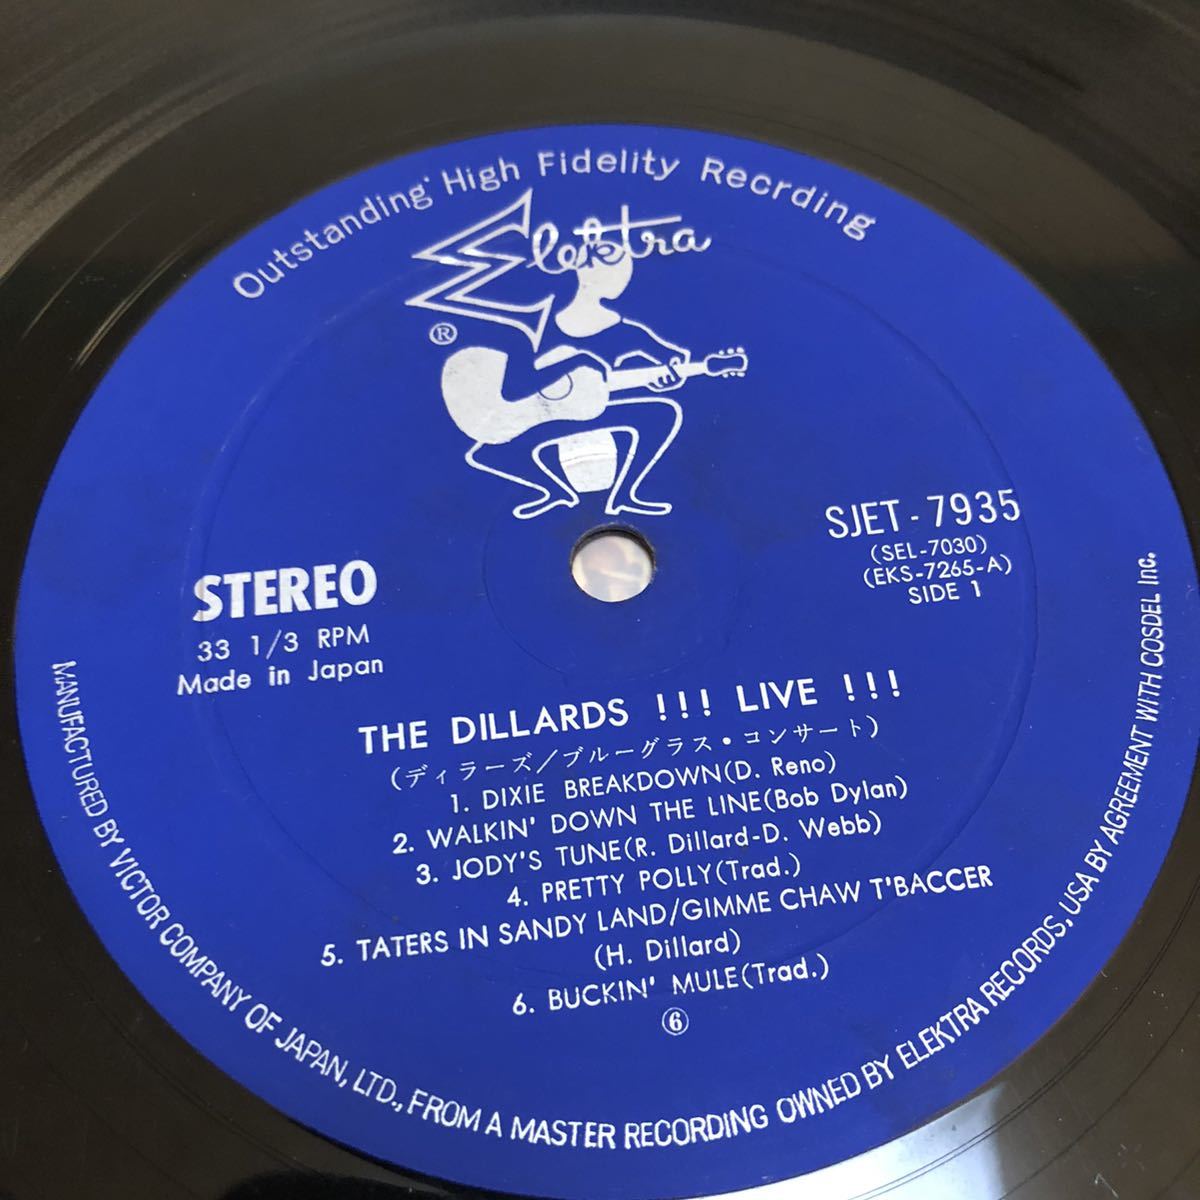 Outstanding High Fidelity Recrding
Elektra
®
SJET-7935
(SEL-7030)
(EKS-7265-A)
SIDE 1
STEREO
33 1/3 RPM
Made in Japan
THE DILLARDS !!! LIVE !!!
(ディラーズ/ブルーグラス・コンサート)
1. DIXIE BREAKDOWN(D. Reno)
2. WALKIN' DOWN THE LINE(Bob Dylan)
3. JODY'S TUNE(R. Dillard-D. Webb)
4. PRETTY POLLY(Trad.)
5. TATERS IN SANDY LAND/GIMME CHAW T'BACCER
(H. Dillard)
6. BUCKIN' MULE(Trad.)
⑥
MANUFACTURED BY VICTOR COMPANY OF JAPAN, LTD., FROM A MASTER RECORDING OWNED BY ELEKTRA RECORDS, USA BY AGREEMENT WITH COSDEL Inc.